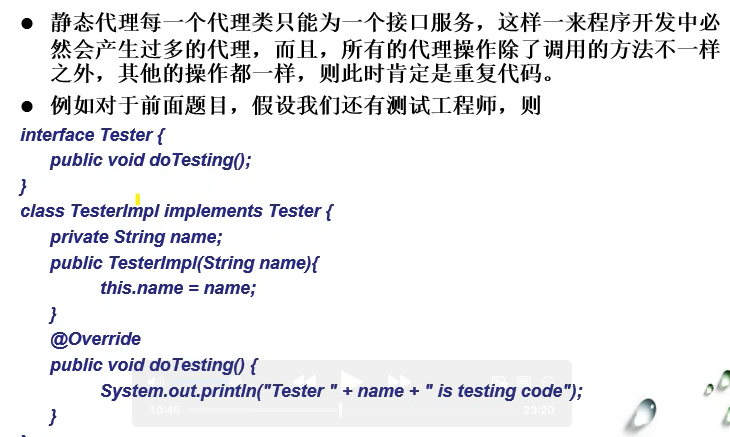 ● 静态代理每一个代理类只能为一个接口服务，这样一来程序开发中必
然会产生过多的代理，而且，所有的代理操作除了调用的方法不一样
之外，其他的操作都一样，则此时肯定是重复代码。
● 例如对于前面题目，假设我们还有测试工程师，则
interface Tester {
public void doTesting();
}
class TesterImpl implements Tester {
private String name;
public TesterImpl(String name){
this.name = name;
}
@Override
public void doTesting() {
System.out.println("Tester " + name + " is testing code");
10:45 23:20
}